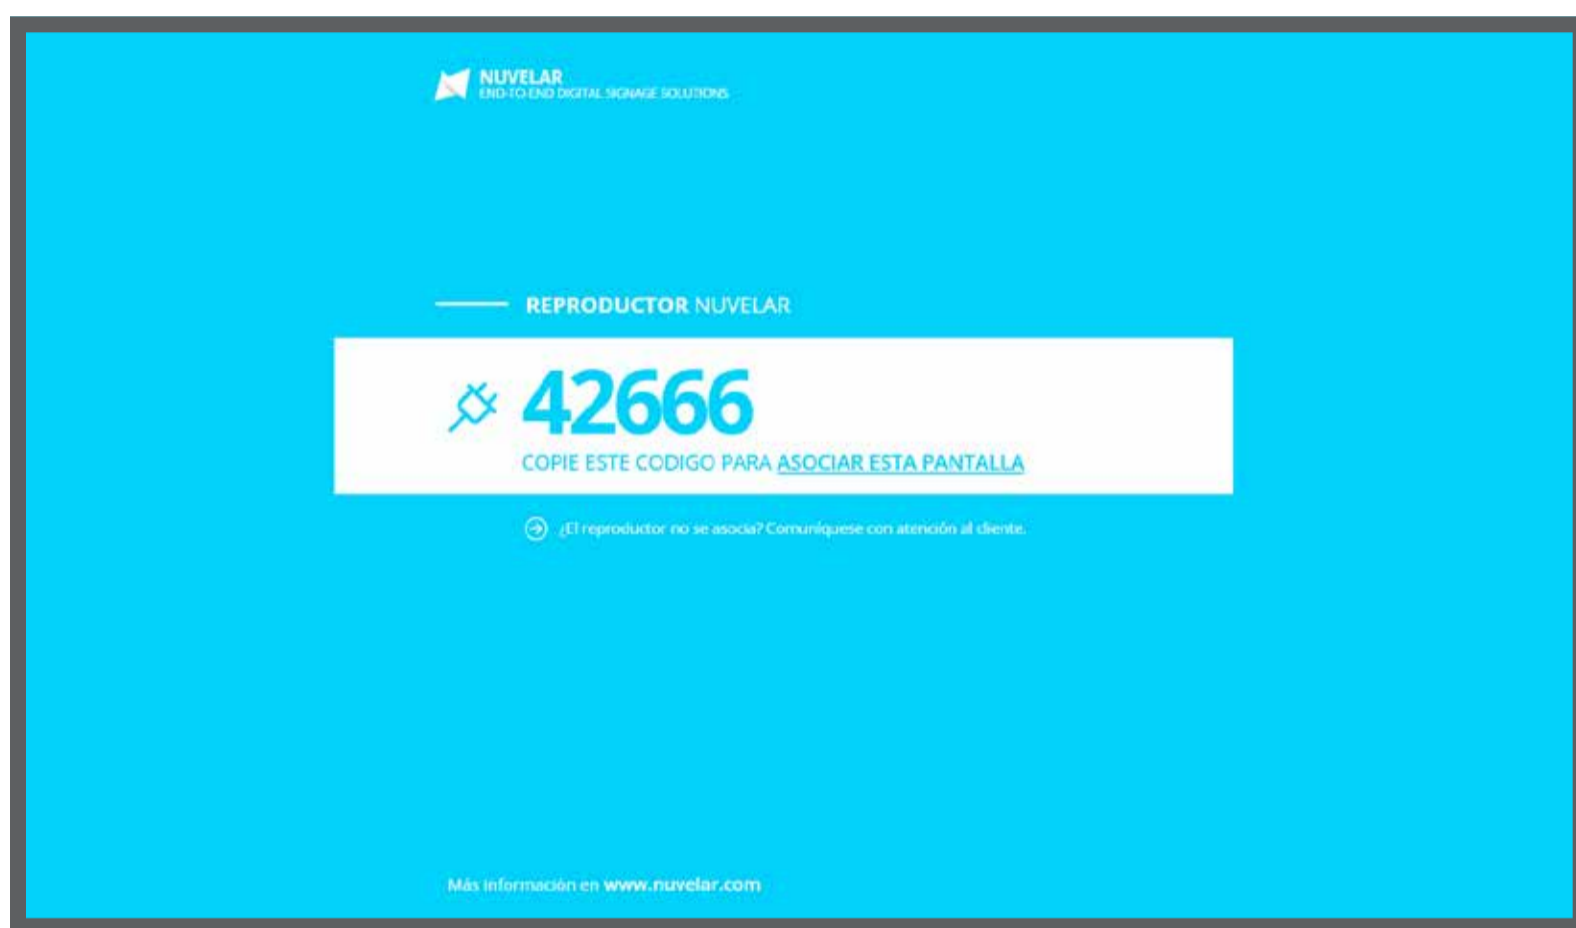 NUVELAR
END-TO-END DIGITAL SIGNAGE SOLUTIONS
REPRODUCTOR NUVELAR
42666
COPIE ESTE CODIGO PARA ASOCIAR ESTA PANTALLA
¿El reproductor no se asocia? Comuníquese con atención al cliente.
Más información en www.nuvelar.com